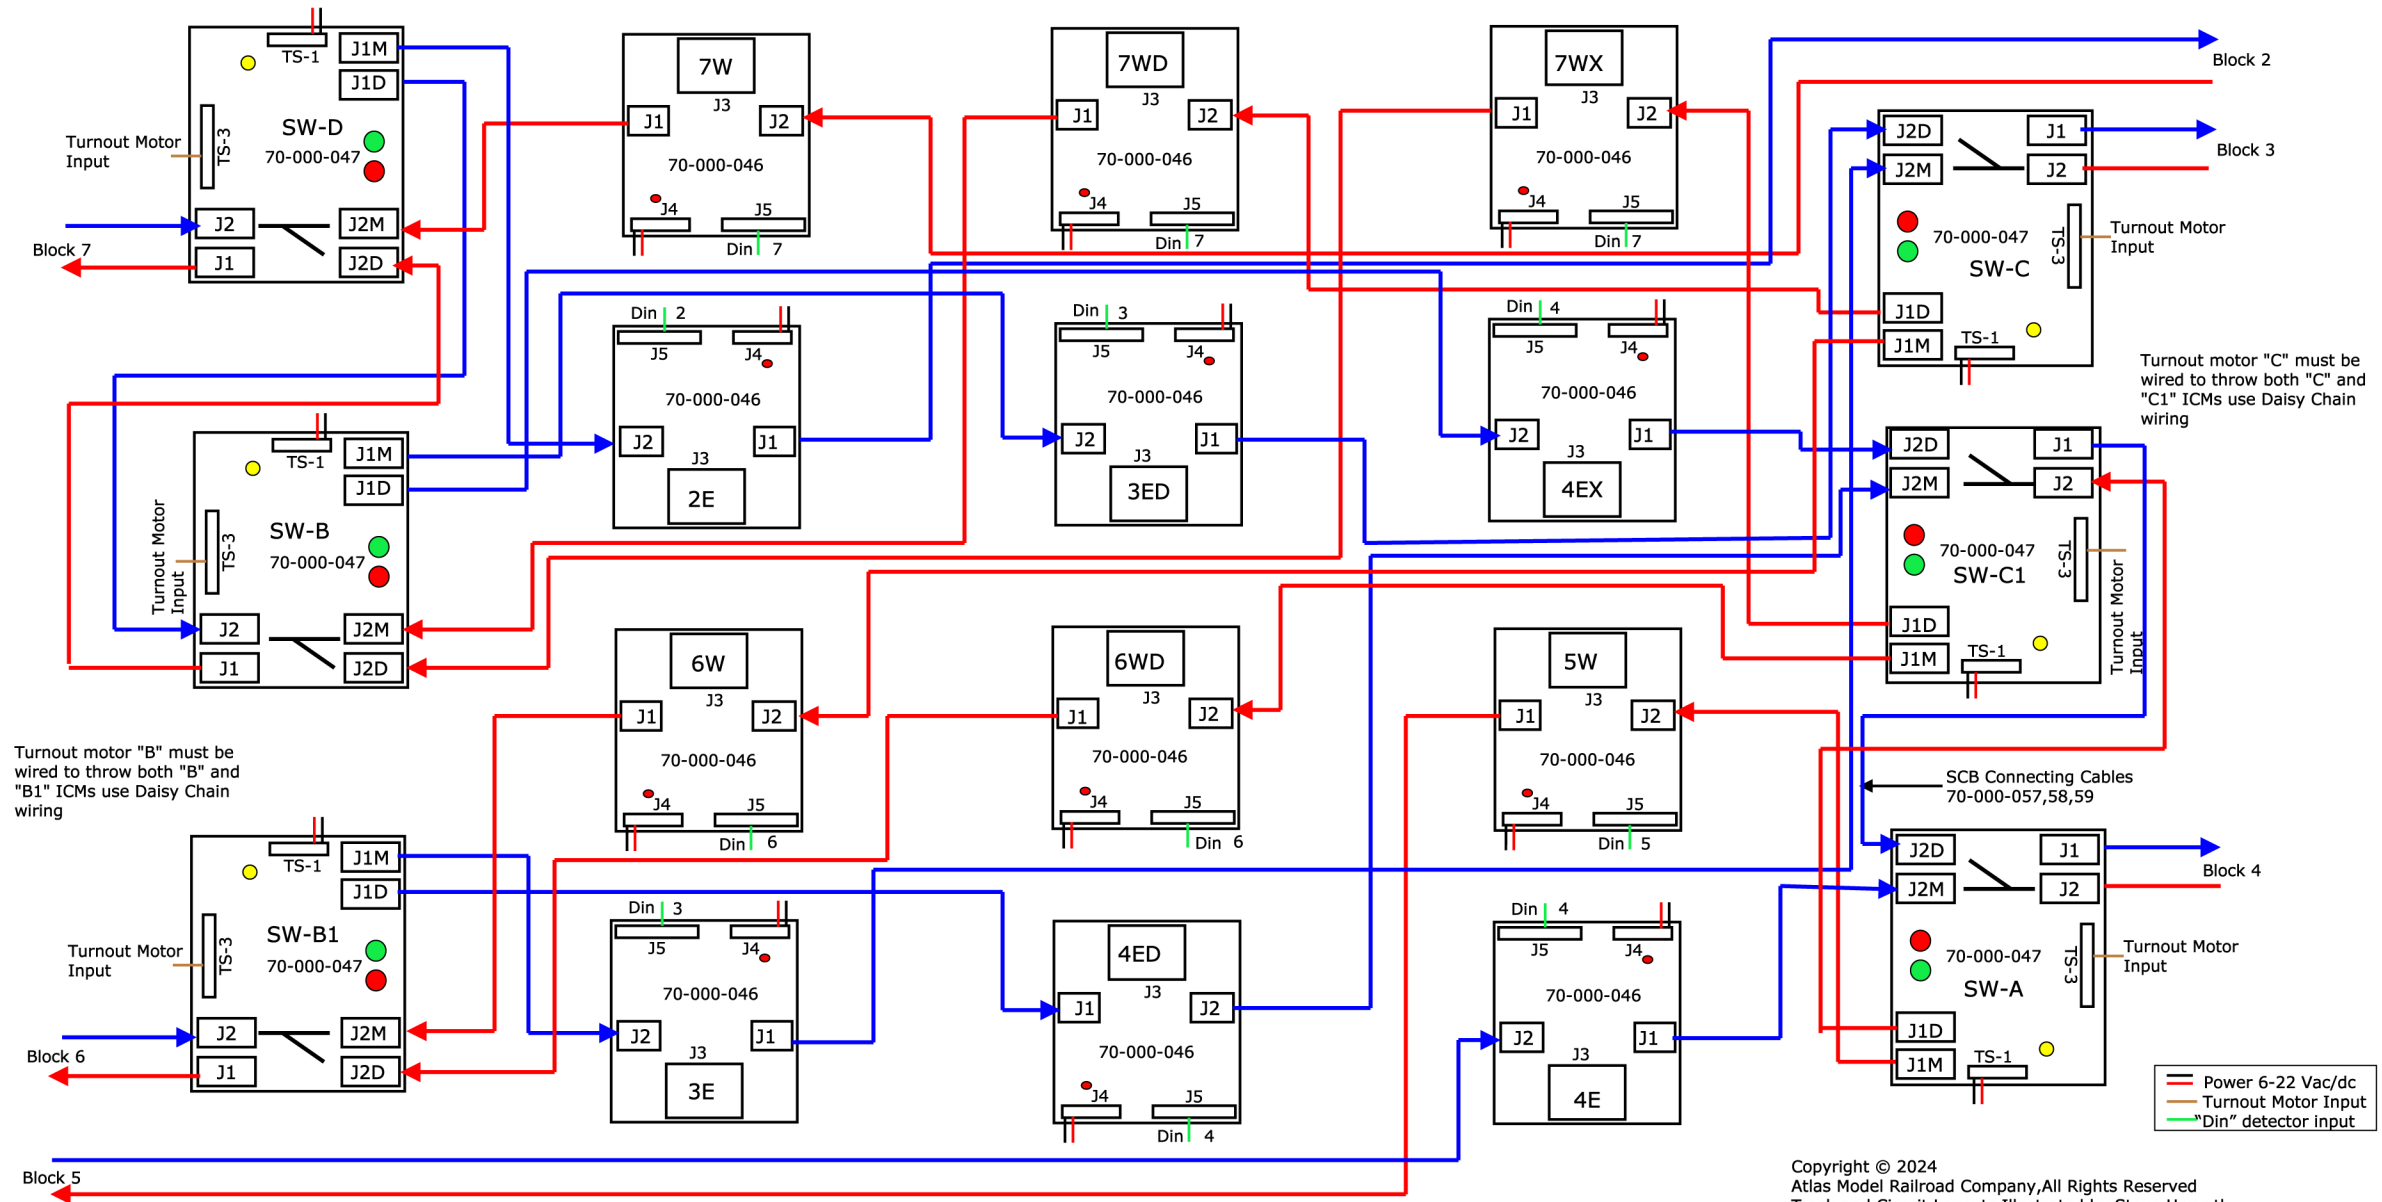 TS-1
J1M
J1D
TS-3
SW-D
70-000-047
Turnout Motor
Input
J2
J2M
J1
J2D
Block 7
7W
J3
J1
J2
70-000-046
J4
J5
Din 7
7WD
J3
J1
J2
70-000-046
J4
J5
Din 7
7WX
J3
J1
J2
70-000-046
J4
J5
Din 7
Block 2
J2D
J1
Block 3
J2M
J2
70-000-047
TS-3
Turnout Motor
Input
SW-C
J1D
TS-1
J1M
Turnout motor "C" must be
wired to throw both "C" and
"C1" ICMs use Daisy Chain
wiring
Din 2
J5
J4
70-000-046
J2
J1
J3
2E
Din 3
J5
J4
70-000-046
J2
J1
J3
3ED
Din 4
J5
J4
70-000-046
J2
J1
J3
4EX
TS-1
J1M
J1D
Turnout Motor
Input
TS-3
SW-B
70-000-047
J2
J2M
J1
J2D
J2D
J1
J2M
J2
70-000-047
TS-3
SW-C1
Turnout Motor
Input
J1D
TS-1
J1M
6W
J3
J1
J2
70-000-046
J4
J5
Din 6
6WD
J3
J1
J2
70-000-046
J4
J5
Din 6
5W
J3
J1
J2
70-000-046
J4
J5
Din 5
Turnout motor "B" must be
wired to throw both "B" and
"B1" ICMs use Daisy Chain
wiring
SCB Connecting Cables
70-000-057,58,59
TS-1
J1M
J1D
TS-3
SW-B1
70-000-047
Turnout Motor
Input
J2
J2M
J1
J2D
Block 6
Din 3
J5
J4
70-000-046
J2
J1
J3
3E
4ED
J3
J1
J2
70-000-046
J4
J5
Din 4
Din 4
J5
J4
70-000-046
J2
J1
J3
4E
J2D
J1
Block 4
J2M
J2
70-000-047
TS-3
Turnout Motor
Input
SW-A
J1D
TS-1
J1M
Power 6-22 Vac/dc
Turnout Motor Input
“Din” detector input
Block 5
Copyright © 2024
Atlas Model Railroad Company,All Rights Reserved